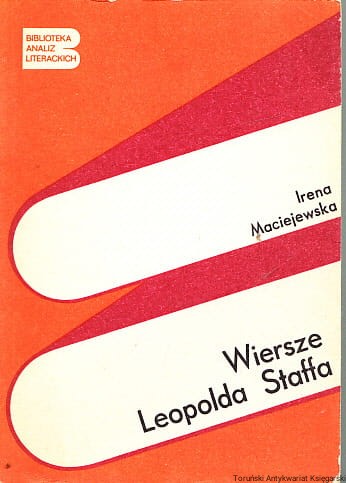 BIBLIOTEKA
ANALIZ
LITERACKICH
Irena
Maciejewska
Wiersze
Leopolda Staffa
Toruński Antykwariat Księgarski